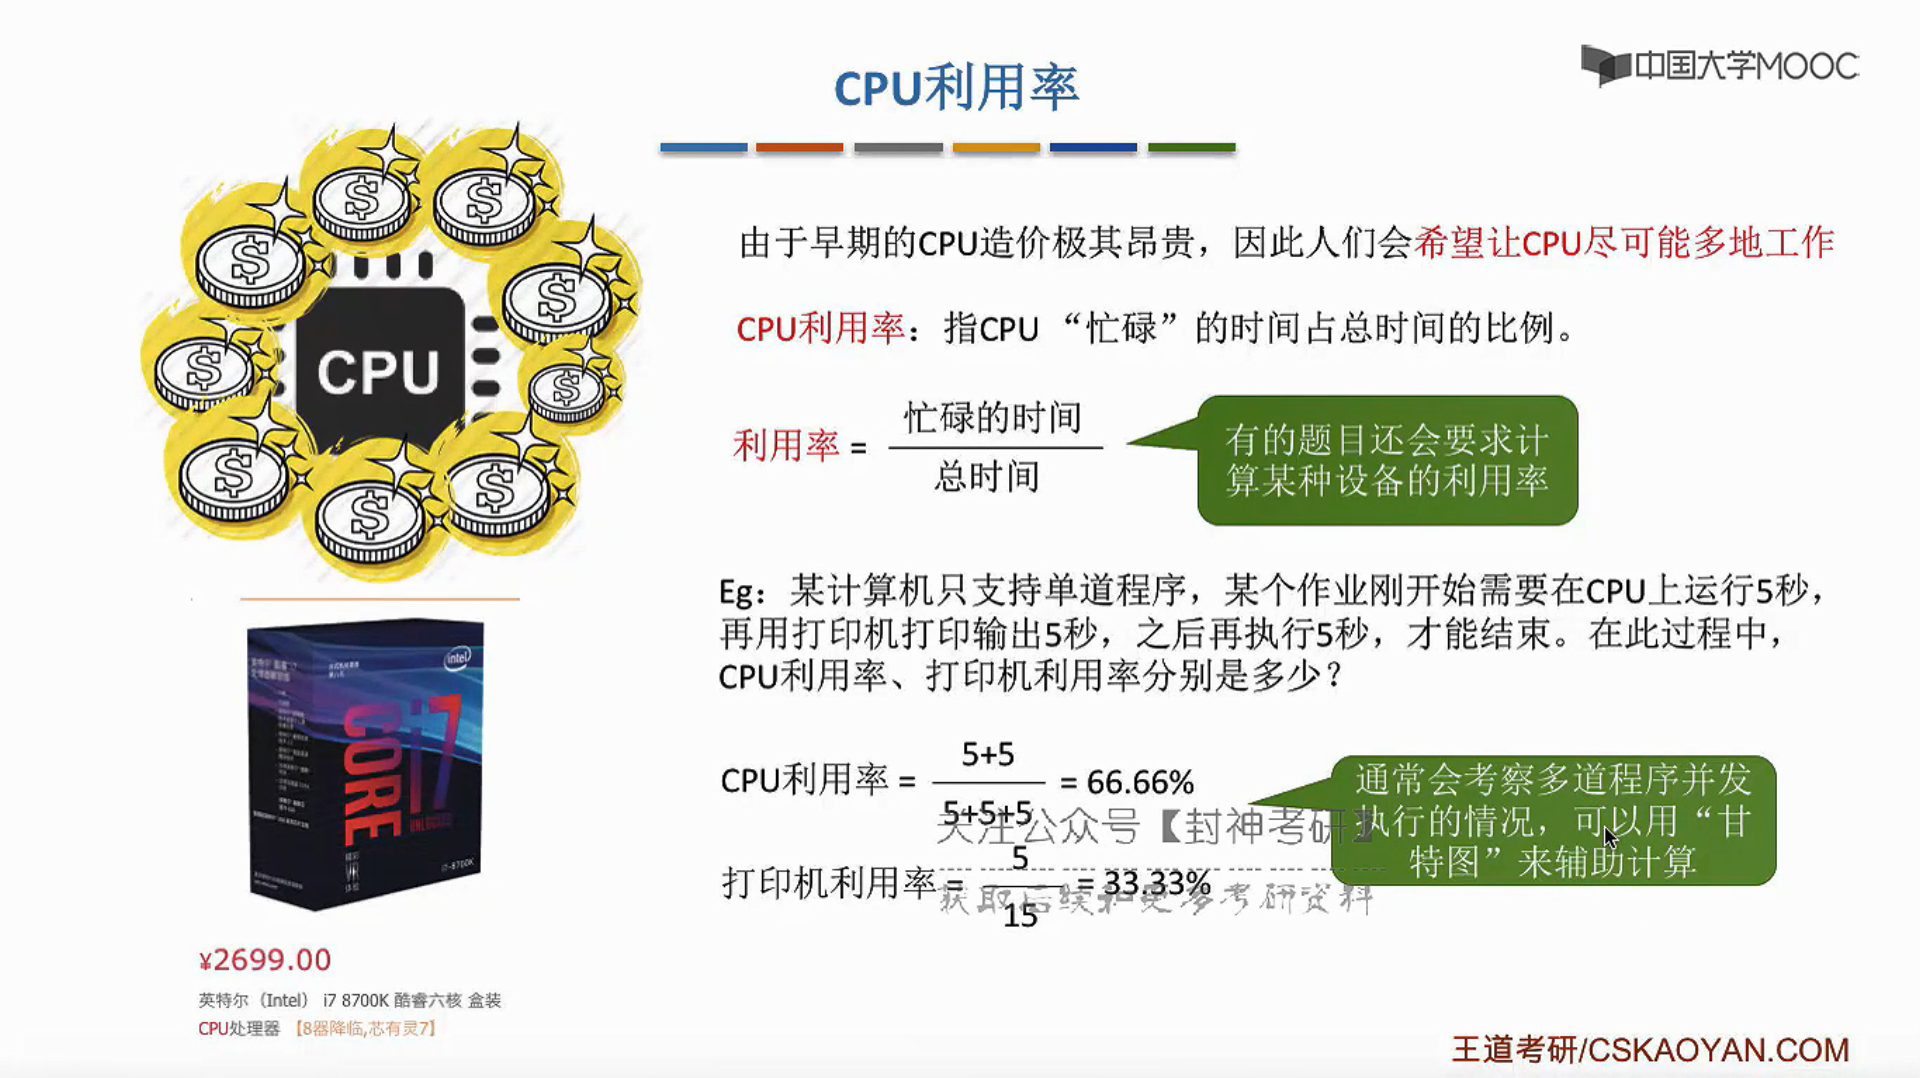 CPU利用率
中国大学MOOC
CPU
由于早期的CPU造价极其昂贵，因此人们会希望让CPU尽可能多地工作
CPU利用率：指CPU “忙碌”的时间占总时间的比例。
利用率 =
忙碌的时间
总时间
有的题目还会要求计
算某种设备的利用率
Eg：某计算机只支持单道程序，某个作业刚开始需要在CPU上运行5秒，
再用打印机打印输出5秒，之后再执行5秒，才能结束。在此过程中，
CPU利用率、打印机利用率分别是多少？
CPU利用率 =
5+5
5+5+5
= 66.66%
通常会考察多道程序并发
执行的情况，可以用“甘
特图”来辅助计算
关注公众号【封神考研】
打印机利用率 =
5
15
= 33.33%
获取后续和更多考研资料
intel
CORE i7
UNLOCKED
i7-8700K
¥2699.00
英特尔（Intel） i7 8700K 酷睿六核 盒装
CPU处理器 【8器降临,芯有灵7】
王道考研/CSKAOYAN.COM